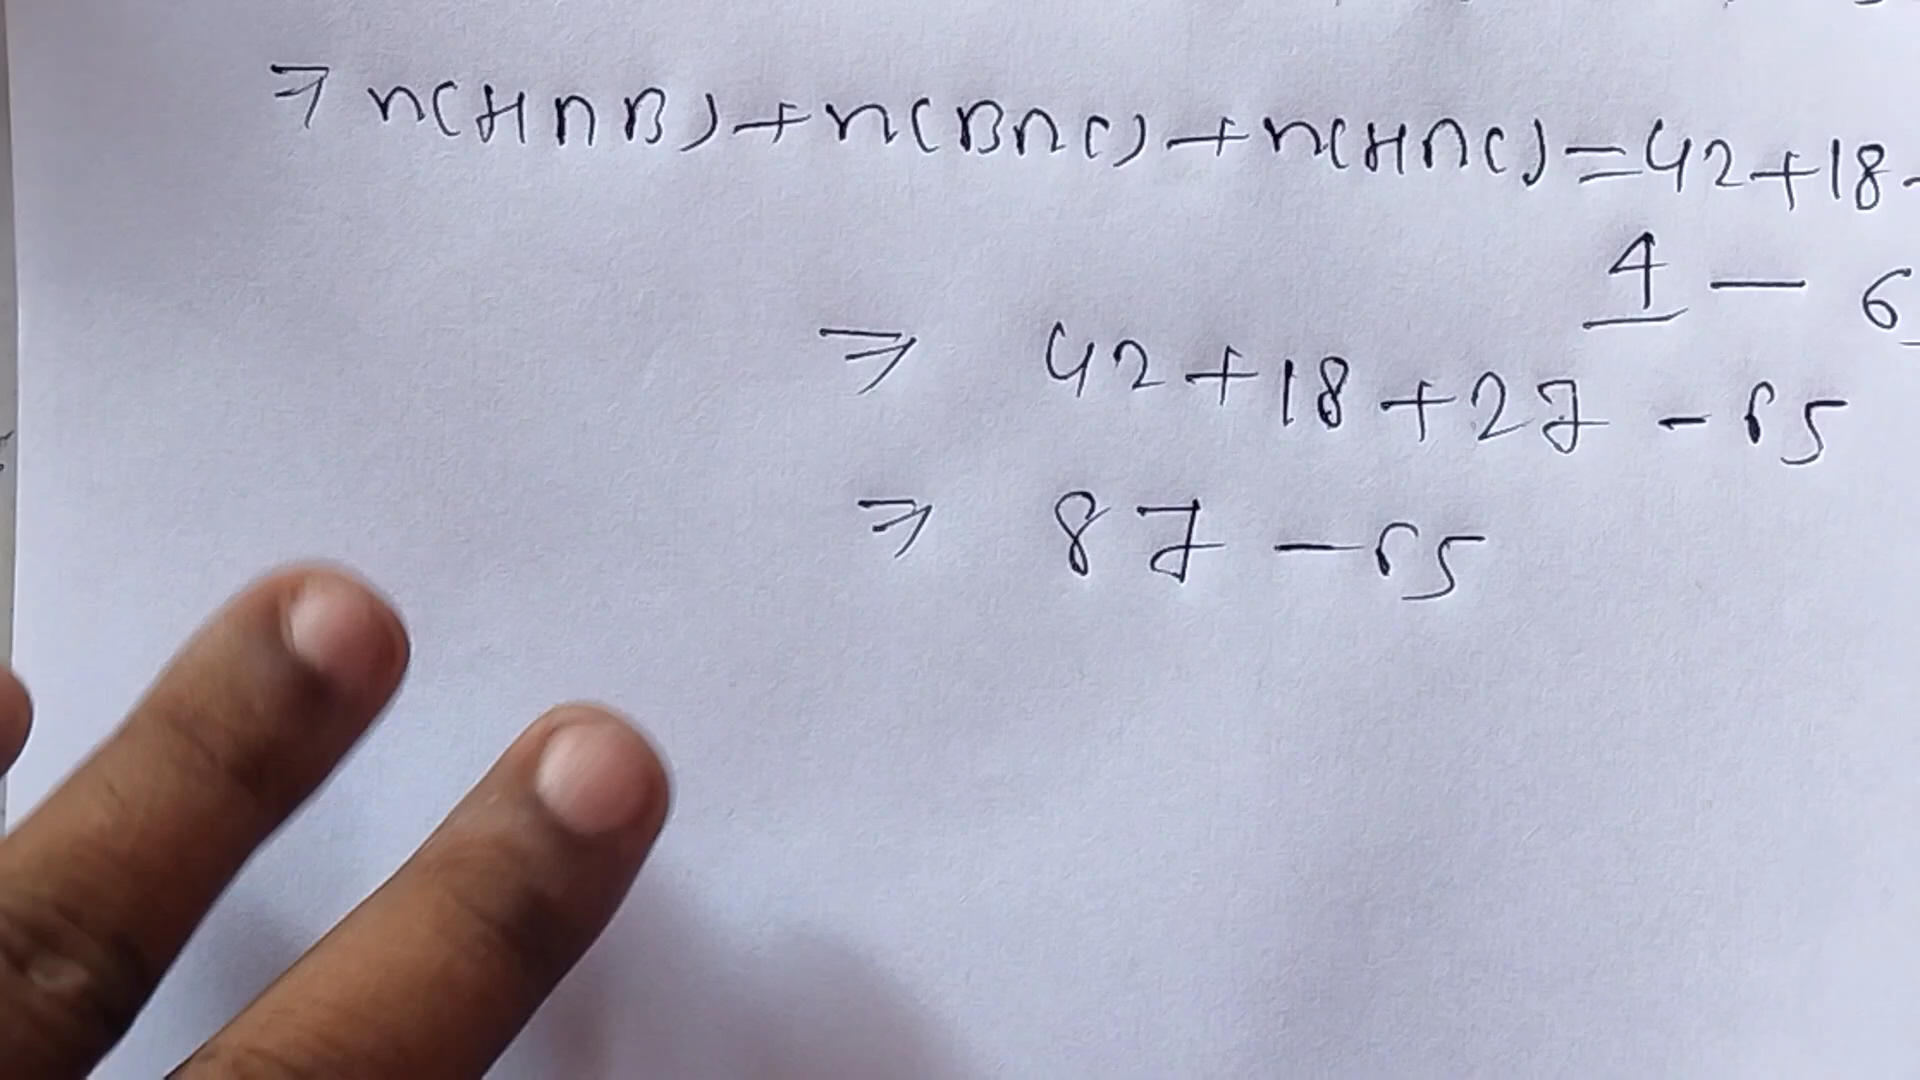 ⇒ n(H∩B)+n(B∩C)+n(H∩C)=42+18-
4 — 6
⇒ 42+18+27-65
⇒ 87-65